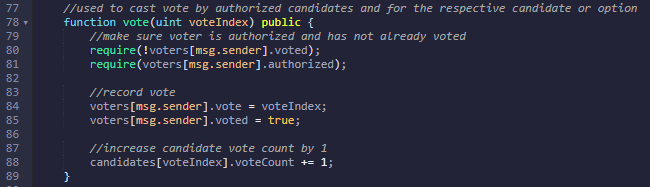 77 //used to cast vote by authorized candidates and for the respective candidate or option
78 function vote(uint voteIndex) public {
79 //make sure voter is authorized and has not already voted
80 require(!voters[msg.sender].voted);
81 require(voters[msg.sender].authorized);
82
83 //record vote
84 voters[msg.sender].vote = voteIndex;
85 voters[msg.sender].voted = true;
86
87 //increase candidate vote count by 1
88 candidates[voteIndex].voteCount += 1;
89 }